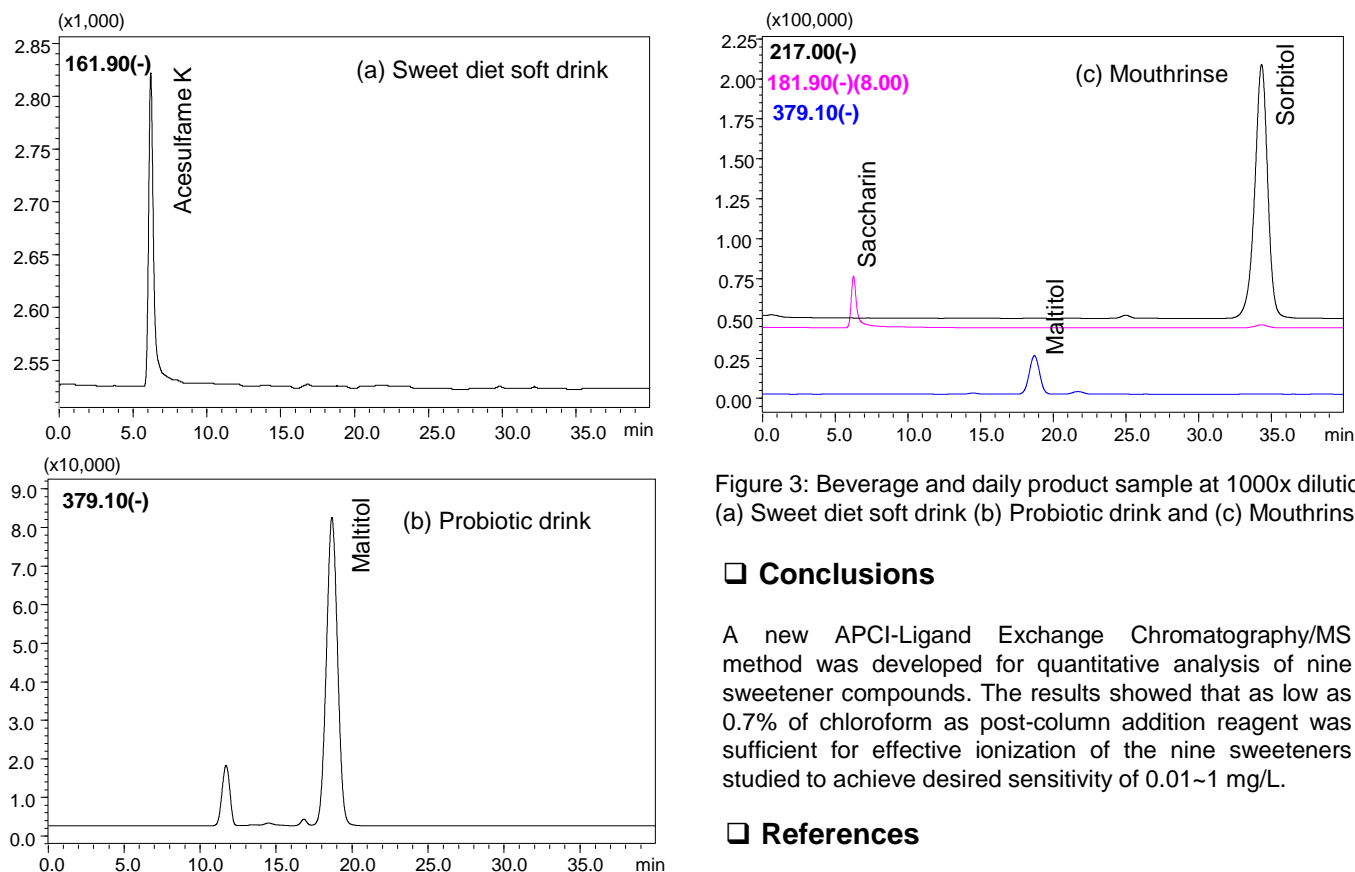 (x1,000)
2.85
2.80
2.75
2.70
2.65
2.60
2.55
161.90(-)
Acesulfame K
(a) Sweet diet soft drink
0.0 5.0 10.0 15.0 20.0 25.0 30.0 35.0 min
(x10,000)
9.0
8.0
7.0
6.0
5.0
4.0
3.0
2.0
1.0
0.0
379.10(-)
Maltitol
(b) Probiotic drink
0.0 5.0 10.0 15.0 20.0 25.0 30.0 35.0 min
(x100,000)
2.25
2.00
1.75
1.50
1.25
1.00
0.75
0.50
0.25
0.00
217.00(-)
181.90(-)(8.00)
379.10(-)
(c) Mouthrinse
Saccharin
Maltitol
Sorbitol
0.0 5.0 10.0 15.0 20.0 25.0 30.0 35.0 min
Figure 3: Beverage and daily product sample at 1000x dilutic
(a) Sweet diet soft drink (b) Probiotic drink and (c) Mouthrins
❑ Conclusions
A new APCI-Ligand Exchange Chromatography/MS
method was developed for quantitative analysis of nine
sweetener compounds. The results showed that as low as
0.7% of chloroform as post-column addition reagent was
sufficient for effective ionization of the nine sweeteners
studied to achieve desired sensitivity of 0.01~1 mg/L.
❑ References